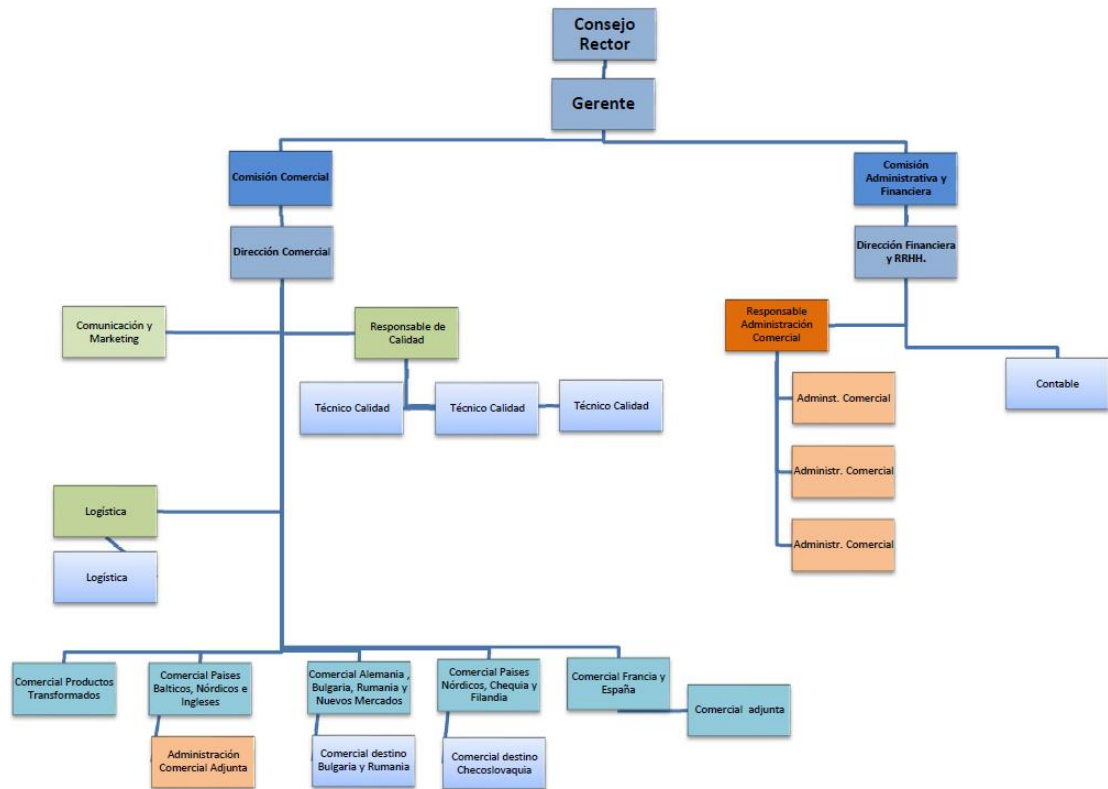 Consejo
Rector
Gerente
Comisión Comercial
Comisión
Administrativa y
Financiera
Dirección Comercial
Dirección Financiera
y RRHH.
Comunicación y
Marketing
Responsable de
Calidad
Responsable
Administración
Comercial
Contable
Técnico Calidad
Técnico Calidad
Técnico Calidad
Adminst. Comercial
Administr. Comercial
Administr. Comercial
Logística
Logística
Comercial Productos
Transformados
Comercial Paises
Balticos, Nórdicos e
Ingleses
Comercial Alemania ,
Bulgaria, Rumania y
Nuevos Mercados
Comercial Paises
Nórdicos, Chequia y
Filandia
Comercial Francia y
España
Comercial adjunta
Administración
Comercial Adjunta
Comercial destino
Bulgaria y Rumania
Comercial destino
Checoslovaquia